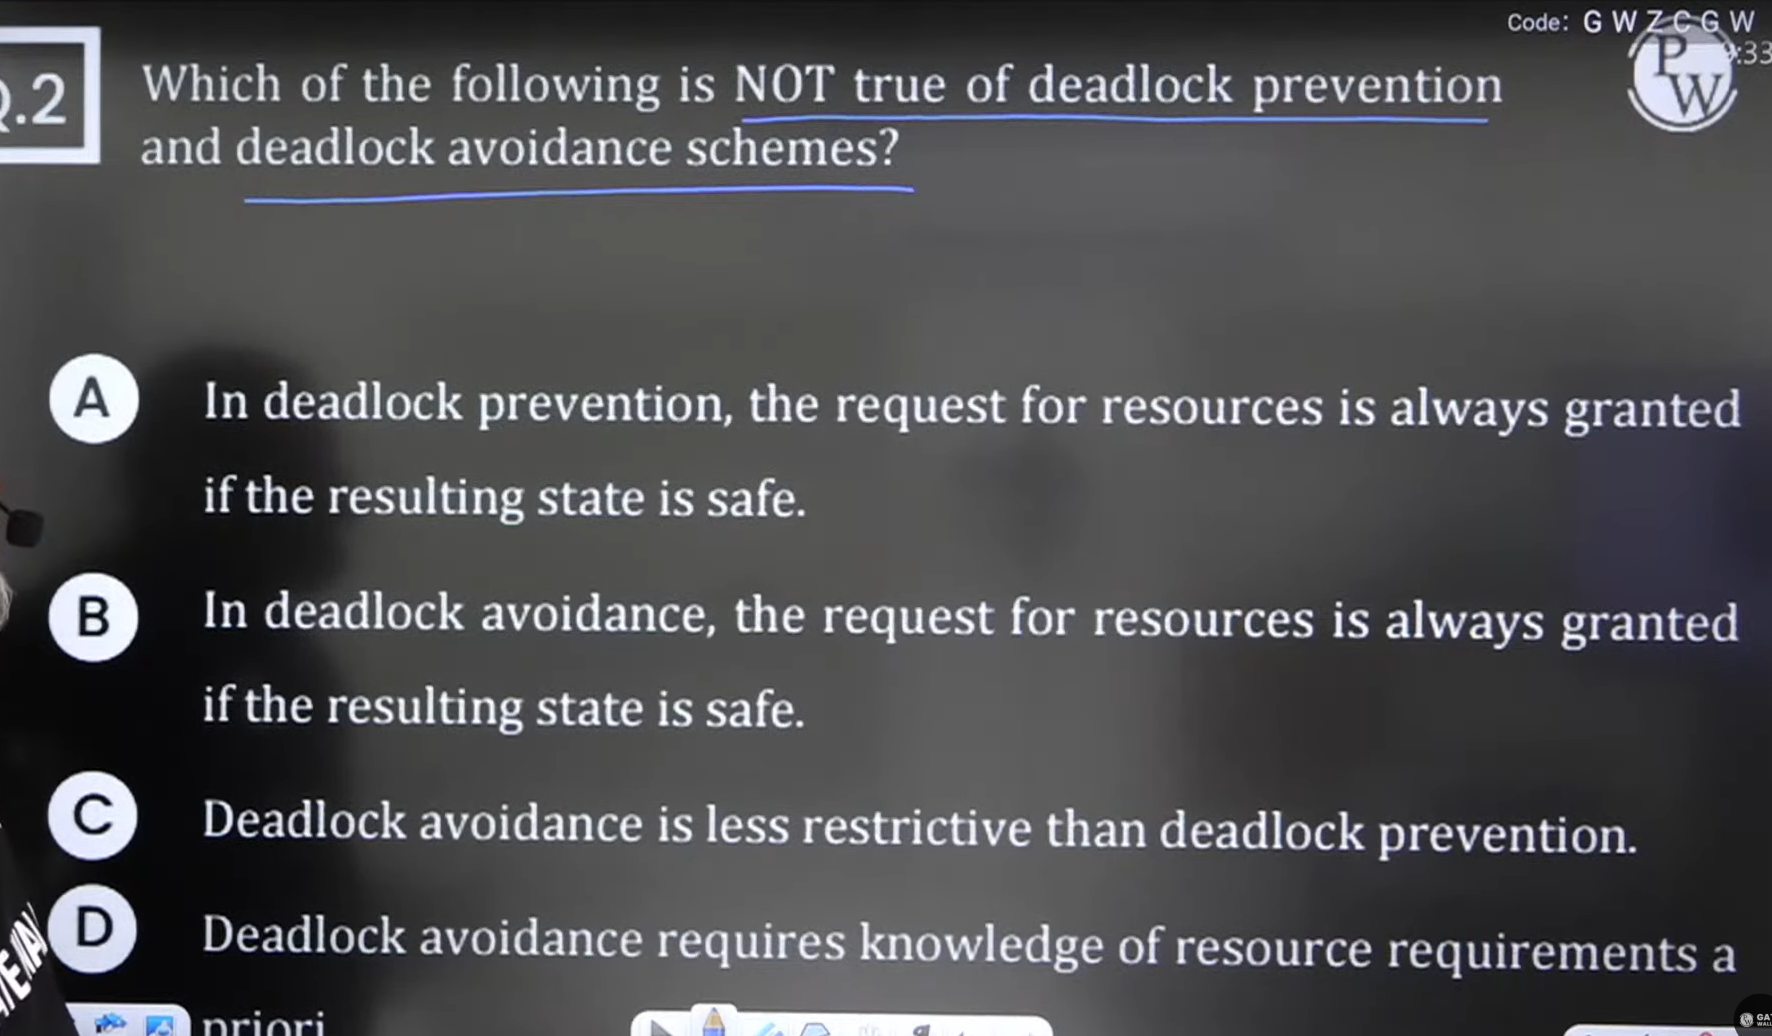 Code: G W Z C G W
:33
PW
.2
Which of the following is NOT true of deadlock prevention
and deadlock avoidance schemes?
A
In deadlock prevention, the request for resources is always granted
if the resulting state is safe.
B
In deadlock avoidance, the request for resources is always granted
if the resulting state is safe.
C
Deadlock avoidance is less restrictive than deadlock prevention.
D
Deadlock avoidance requires knowledge of resource requirements a
priori